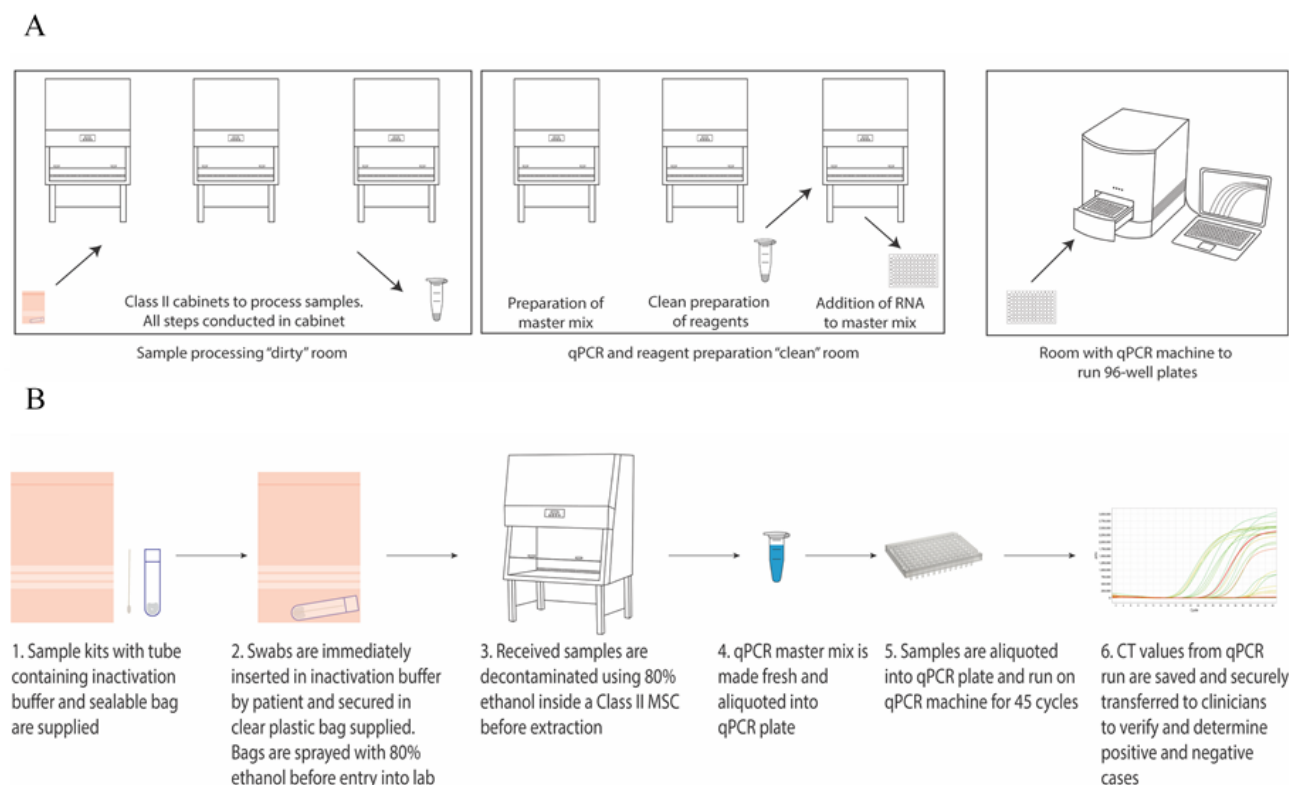 A
Class II cabinets to process samples.
All steps conducted in cabinet
Preparation of
master mix
Clean preparation
of reagents
Addition of RNA
to master mix
Sample processing “dirty” room
qPCR and reagent preparation “clean” room
Room with qPCR machine to
run 96-well plates
B
1. Sample kits with tube
containing inactivation
buffer and sealable bag
are supplied
2. Swabs are immediately
inserted in inactivation buffer
by patient and secured in
clear plastic bag supplied.
Bags are sprayed with 80%
ethanol before entry into lab
3. Received samples are
decontaminated using 80%
ethanol inside a Class II MSC
before extraction
4. qPCR master mix is
made fresh and
aliquoted into
qPCR plate
5. Samples are aliquoted
into qPCR plate and run on
qPCR machine for 45 cycles
6. CT values from qPCR
run are saved and securely
transferred to clinicians
to verify and determine
positive and negative
cases